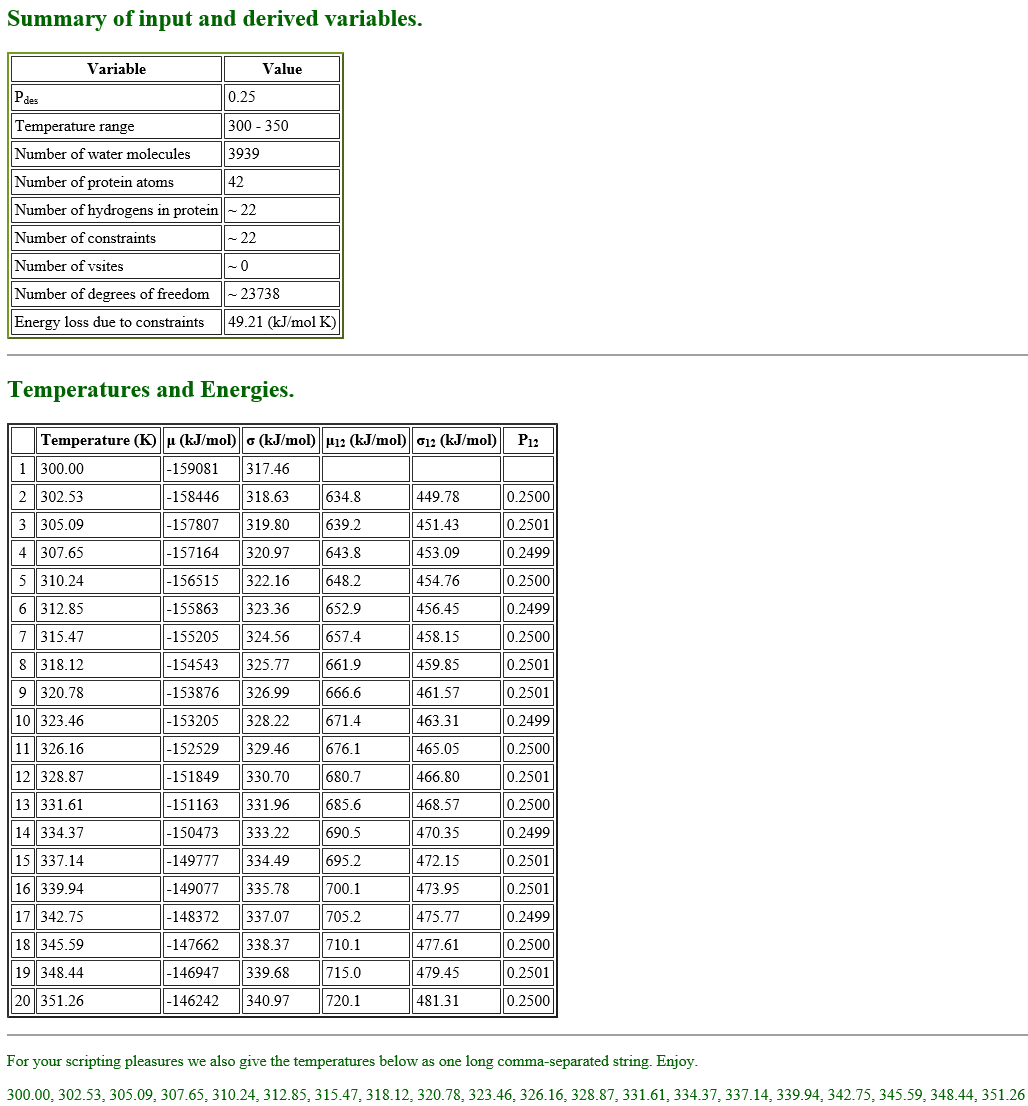 Summary of input and derived variables.
Variable Value
Pdes 0.25
Temperature range 300 - 350
Number of water molecules 3939
Number of protein atoms 42
Number of hydrogens in protein ~ 22
Number of constraints ~ 22
Number of vsites ~ 0
Number of degrees of freedom ~ 23738
Energy loss due to constraints 49.21 (kJ/mol K)
Temperatures and Energies.
Temperature (K) μ (kJ/mol) σ (kJ/mol) μ12 (kJ/mol) σ12 (kJ/mol) P12
1 300.00 -159081 317.46
2 302.53 -158446 318.63 634.8 449.78 0.2500
3 305.09 -157807 319.80 639.2 451.43 0.2501
4 307.65 -157164 320.97 643.8 453.09 0.2499
5 310.24 -156515 322.16 648.2 454.76 0.2500
6 312.85 -155863 323.36 652.9 456.45 0.2499
7 315.47 -155205 324.56 657.4 458.15 0.2500
8 318.12 -154543 325.77 661.9 459.85 0.2501
9 320.78 -153876 326.99 666.6 461.57 0.2501
10 323.46 -153205 328.22 671.4 463.31 0.2499
11 326.16 -152529 329.46 676.1 465.05 0.2500
12 328.87 -151849 330.70 680.7 466.80 0.2501
13 331.61 -151163 331.96 685.6 468.57 0.2500
14 334.37 -150473 333.22 690.5 470.35 0.2499
15 337.14 -149777 334.49 695.2 472.15 0.2501
16 339.94 -149077 335.78 700.1 473.95 0.2501
17 342.75 -148372 337.07 705.2 475.77 0.2499
18 345.59 -147662 338.37 710.1 477.61 0.2500
19 348.44 -146947 339.68 715.0 479.45 0.2501
20 351.26 -146242 340.97 720.1 481.31 0.2500
For your scripting pleasures we also give the temperatures below as one long comma-separated string. Enjoy.
300.00, 302.53, 305.09, 307.65, 310.24, 312.85, 315.47, 318.12, 320.78, 323.46, 326.16, 328.87, 331.61, 334.37, 337.14, 339.94, 342.75, 345.59, 348.44, 351.26